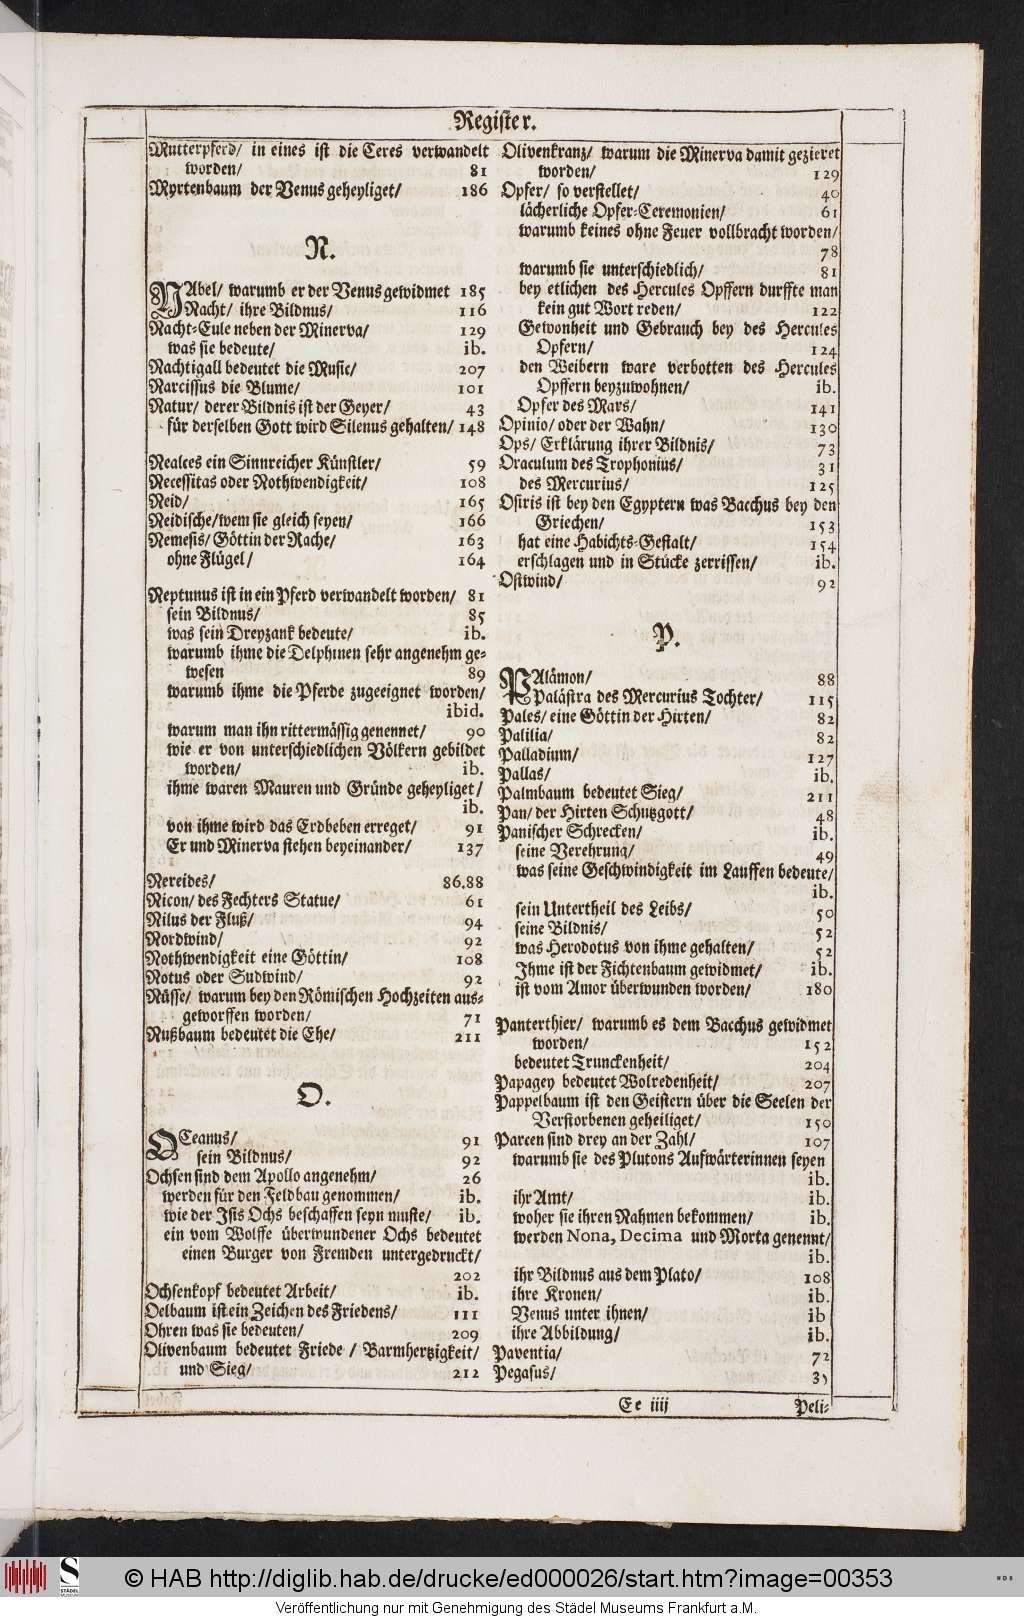 Register.
Mutterpferd/ in eines ist die Ceres verwandelt
worden/ 81
Myrtenbaum der Venus geheyliget/ 186
N.
NAbel/ warumb er der Venus gewidmet 185
Nacht/ ihre Bildnus/ 116
Nacht-Eule neben der Minerva/ 129
was sie bedeute/ ib.
Nachtigall bedeutet die Music/ 207
Narcissus die Blume/ 101
Natur/ derer Bildnis ist der Geyer/ 43
für derselben Gott wird Silenus gehalten/ 148
Nealces ein Sinnreicher Künstler/ 59
Necessitas oder Nothwendigkeit/ 108
Neid/ 165
Neidische/wem sie gleich seyen/ 166
Nemesis/ Göttin der Rache/ 163
ohne Flügel/ 164
Neptunus ist in ein Pferd verwandelt worden/ 81
sein Bildnus/ 85
was sein Dreyzank bedeute/ ib.
warumb ihme die Delphinen sehr angenehm ge-
wesen 89
warumb ihme die Pferde zugeeignet worden/
ibid.
warum man ihn rittermässig genennet/ 90
wie er von unterschiedlichen Völkern gebildet
worden/ ib.
ihme waren Mauren und Gründe geheyliget/
ib.
von ihme wird das Erdbeben erreget/ 91
Er und Minerva stehen beyeinander/ 137
Nereides/ 86.88
Nicon/ des Fechters Statue/ 61
Nilus der Fluß/ 94
Nordwind/ 92
Nothwendigkeit eine Göttin/ 108
Notus oder Sudwind/ 92
Nüsse/ warum bey den Römischen Hochzeiten aus-
geworffen worden/ 71
Nußbaum bedeutet die Ehe/ 211
O.
OCeanus/ 91
sein Bildnus/ 92
Ochsen sind dem Apollo angenehm/ 26
werden für den Feldbau genommen/ ib.
wie der Isis Ochs beschaffen seyn muste/ ib.
ein vom Wolffe überwundener Ochs bedeutet
einen Burger von Fremden untergedruckt/
202
Ochsenkopf bedeutet Arbeit/ ib.
Oelbaum ist ein Zeichen des Friedens/ 111
Ohren was sie bedeuten/ 209
Olivenbaum bedeutet Friede / Barmhertzigkeit/
und Sieg/ 212
Olivenkranz/ warum die Minerva damit gezieret
worden/ 129
Opfer/ so verstellet/ 40
lächerliche Opfer-Ceremonien/ 61
warumb keines ohne Feuer vollbracht worden/
78
warumb sie unterschiedlich/ 81
bey etlichen des Hercules Opffern durffte man
kein gut Wort reden/ 122
Gewonheit und Gebrauch bey des Hercules
Opfern/ 124
den Weibern ware verbotten des Hercules
Opffern beyzuwohnen/ ib.
Opfer des Mars/ 141
Opinio/ oder der Wahn/ 130
Ops/ Erklärung ihrer Bildnis/ 73
Oraculum des Trophonius/ 31
des Mercurius/ 125
Osiris ist bey den Egyptern was Bacchus bey den
Griechen/ 153
hat eine Habichts-Gestalt/ 154
erschlagen und in Stücke zerrissen/ ib.
Ostwind/ 92
P.
PAlämon/ 88
Palästra des Mercurius Tochter/ 115
Pales/ eine Göttin der Hirten/ 82
Palilia/ 82
Palladium/ 127
Pallas/ ib.
Palmbaum bedeutet Sieg/ 211
Pan/ der Hirten Schutzgott/ 48
Panischer Schrecken/ ib.
seine Verehrung/ 49
was seine Geschwindigkeit im Lauffen bedeute/
ib.
sein Untertheil des Leibs/ 50
seine Bildnis/ 52
was Herodotus von ihme gehalten/ 52
Ihme ist der Fichtenbaum gewidmet/ ib.
ist vom Amor überwunden worden/ 180
Panterthier/ warumb es dem Bacchus gewidmet
worden/ 152
bedeutet Trunckenheit/ 204
Papagey bedeutet Wolredenheit/ 207
Pappelbaum ist den Geistern über die Seelen der
Verstorbenen geheiliget/ 150
Parcen sind drey an der Zahl/ 107
warumb sie des Plutons Aufwärterinnen seyen
ib.
ihr Amt/ ib.
woher sie ihren Nahmen bekommen/ ib.
werden Nona, Decima und Morta genennt/
ib.
ihr Bildnus aus dem Plato/ 108
ihre Kronen/ ib.
Venus unter ihnen/ ib
ihre Abbildung/ ib.
Paventia/ 72
Pegasus/
Ee iiij Peli-
© HAB http://diglib.hab.de/drucke/ed000026/start.htm?image=00353
STÄDEL MUSEUM
WDB
Veröffentlichung nur mit Genehmigung des Städel Museums Frankfurt a.M.